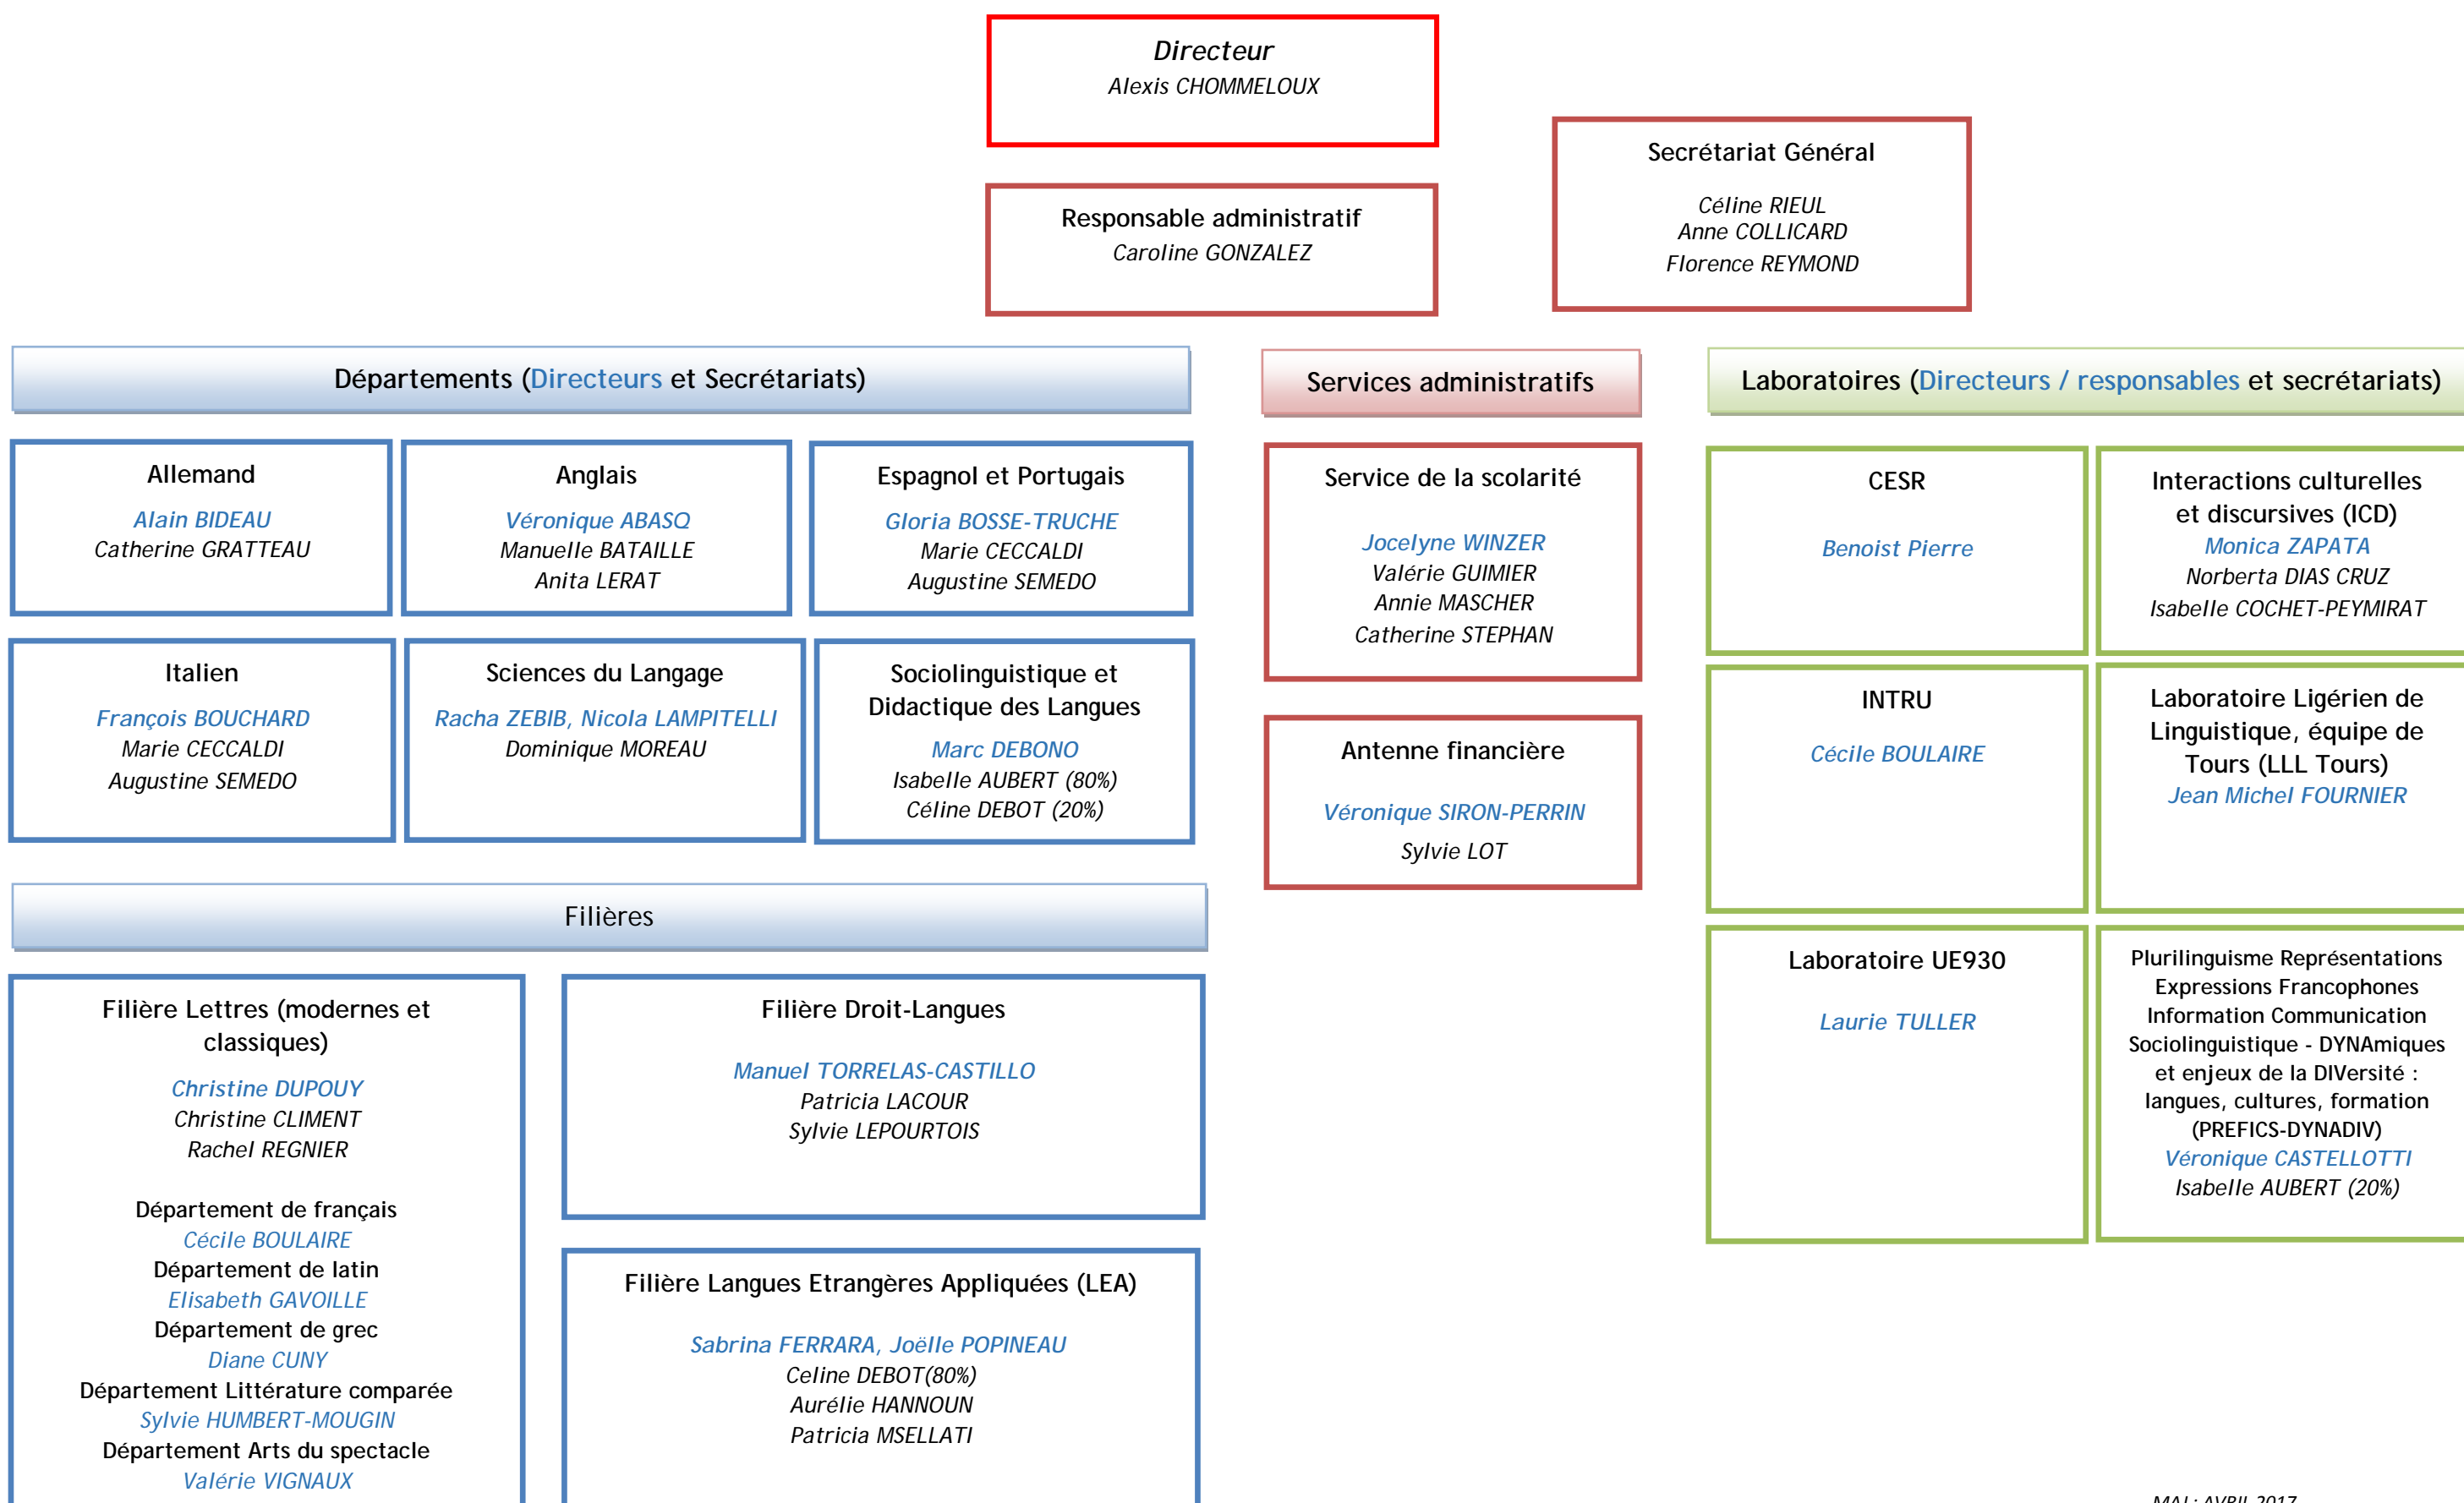 Directeur
Alexis CHOMMELOUX
Responsable administratif
Caroline GONZALEZ
Secrétariat Général
Céline RIEUL
Anne COLLICARD
Florence REYMOND
Départements (Directeurs et Secrétariats)
Allemand
Alain BIDEAU
Catherine GRATTEAU
Anglais
Véronique ABASQ
Manuelle BATAILLE
Anita LERAT
Espagnol et Portugais
Gloria BOSSE-TRUCHE
Marie CECCALDI
Augustine SEMEDO
Italien
François BOUCHARD
Marie CECCALDI
Augustine SEMEDO
Sciences du Langage
Racha ZEBIB, Nicola LAMPITELLI
Dominique MOREAU
Sociolinguistique et
Didactique des Langues
Marc DEBONO
Isabelle AUBERT (80%)
Céline DEBOT (20%)
Filières
Filière Lettres (modernes et
classiques)
Christine DUPOUY
Christine CLIMENT
Rachel REGNIER
Département de français
Cécile BOULAIRE
Département de latin
Elisabeth GAVOILLE
Département de grec
Diane CUNY
Département Littérature comparée
Sylvie HUMBERT-MOUGIN
Département Arts du spectacle
Valérie VIGNAUX
Filière Droit-Langues
Manuel TORRELAS-CASTILLO
Patricia LACOUR
Sylvie LEPOURTOIS
Filière Langues Etrangères Appliquées (LEA)
Sabrina FERRARA, Joëlle POPINEAU
Celine DEBOT(80%)
Aurélie HANNOUN
Patricia MSELLATI
Services administratifs
Service de la scolarité
Jocelyne WINZER
Valérie GUIMIER
Annie MASCHER
Catherine STEPHAN
Antenne financière
Véronique SIRON-PERRIN
Sylvie LOT
Laboratoires (Directeurs / responsables et secrétariats)
CESR
Benoist Pierre
Interactions culturelles
et discursives (ICD)
Monica ZAPATA
Norberta DIAS CRUZ
Isabelle COCHET-PEYMIRAT
INTRU
Cécile BOULAIRE
Laboratoire Ligérien de
Linguistique, équipe de
Tours (LLL Tours)
Jean Michel FOURNIER
Laboratoire UE930
Laurie TULLER
Plurilinguisme Représentations
Expressions Francophones
Information Communication
Sociolinguistique - DYNAmiques
et enjeux de la DIVersité :
langues, cultures, formation
(PREFICS-DYNADIV)
Véronique CASTELLOTTI
Isabelle AUBERT (20%)
MAJ : AVRIL 2017